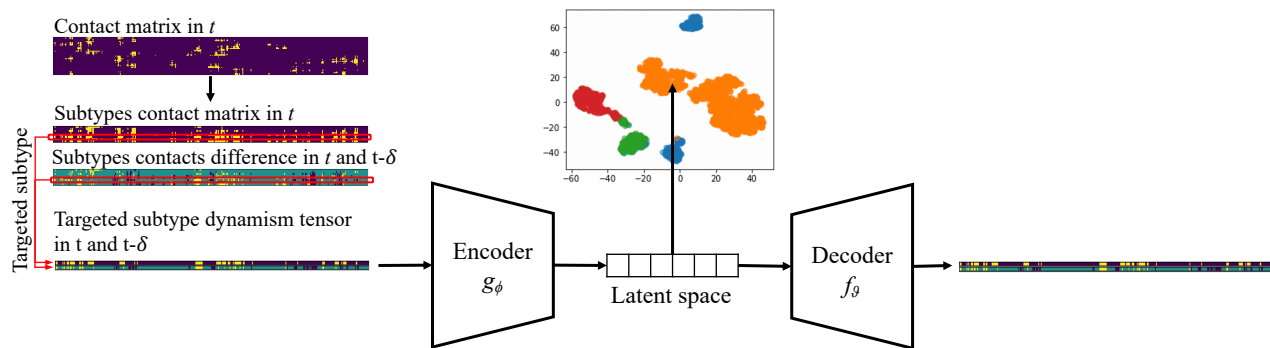 Contact matrix in t
Subtypes contact matrix in t
Subtypes contacts difference in t and t-δ
Targeted subtype
Targeted subtype dynamism tensor
in t and t-δ
Encoder
gϕ
60
40
20
0
−20
−40
−60
−40
−20
0
20
40
Latent space
Decoder
fϑ